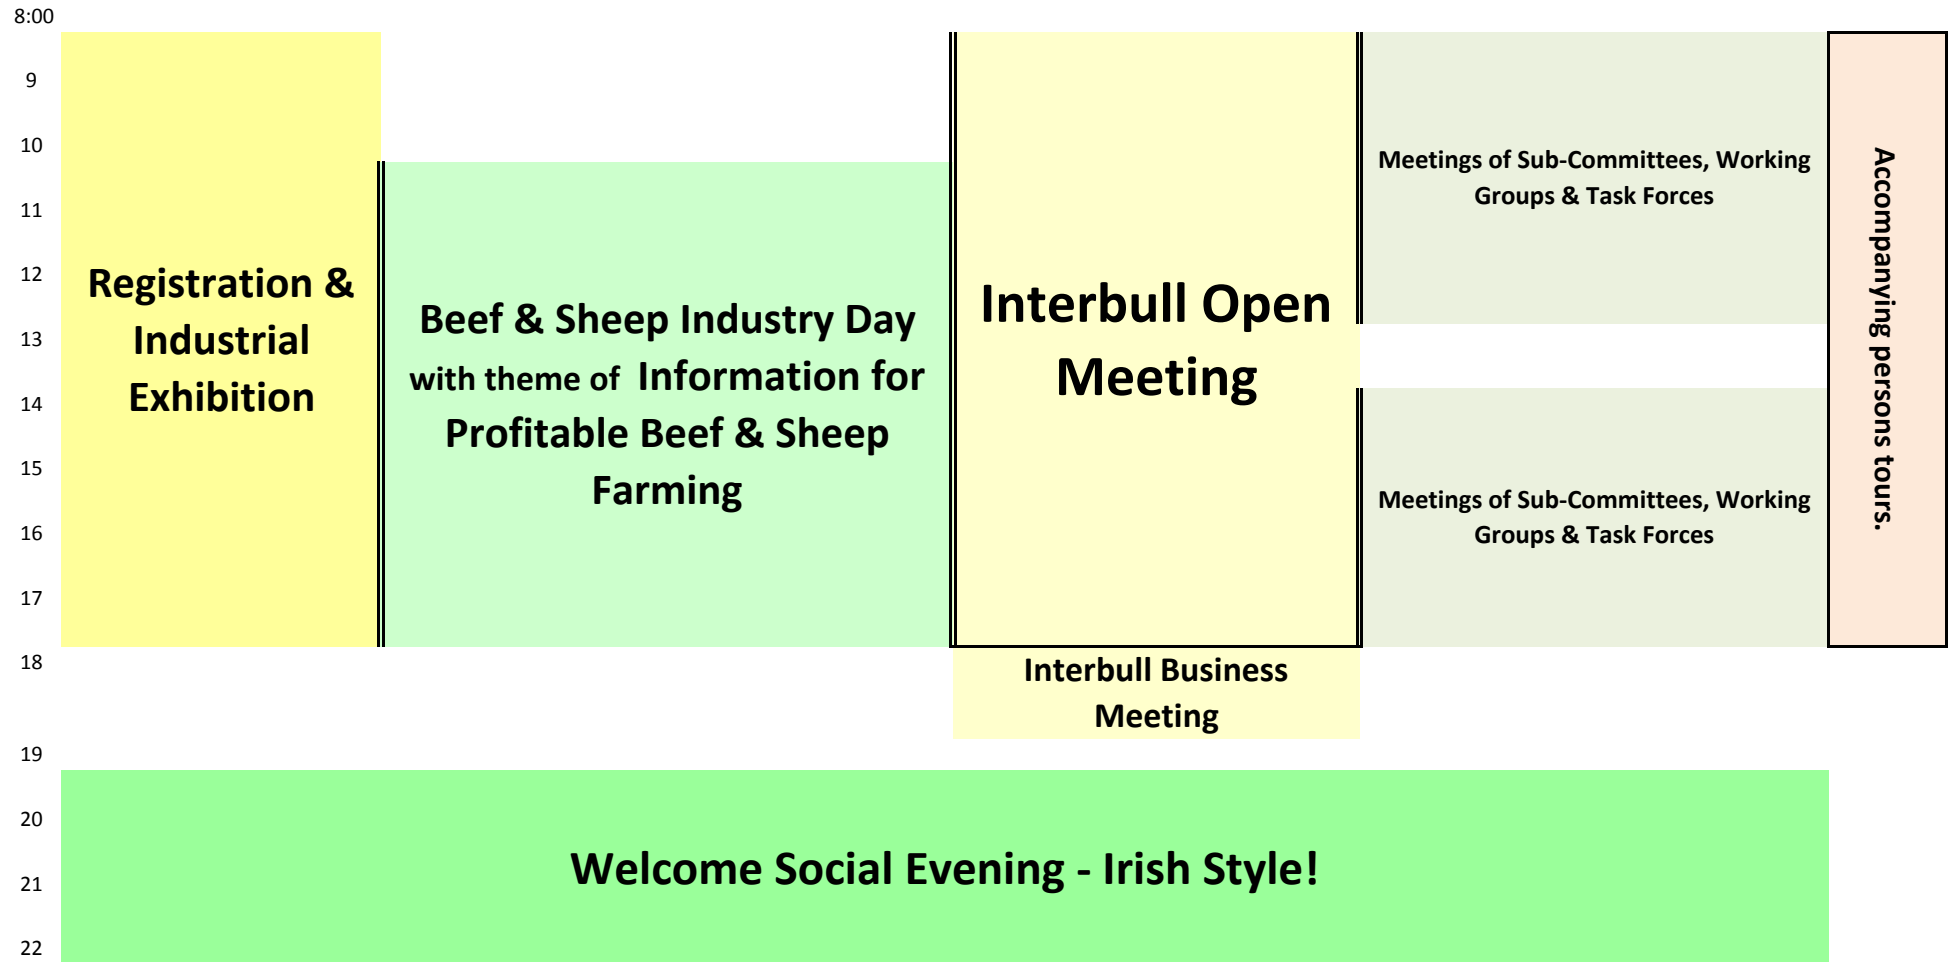 8:00
9
10
11
12
13
14
15
16
17
18
19
20
21
22
Registration &
Industrial
Exhibition
Beef & Sheep Industry Day
with theme of Information for
Profitable Beef & Sheep
Farming
Interbull Open
Meeting
Interbull Business
Meeting
Meetings of Sub-Committees, Working
Groups & Task Forces
Meetings of Sub-Committees, Working
Groups & Task Forces
Accompanying persons tours.
Welcome Social Evening - Irish Style!